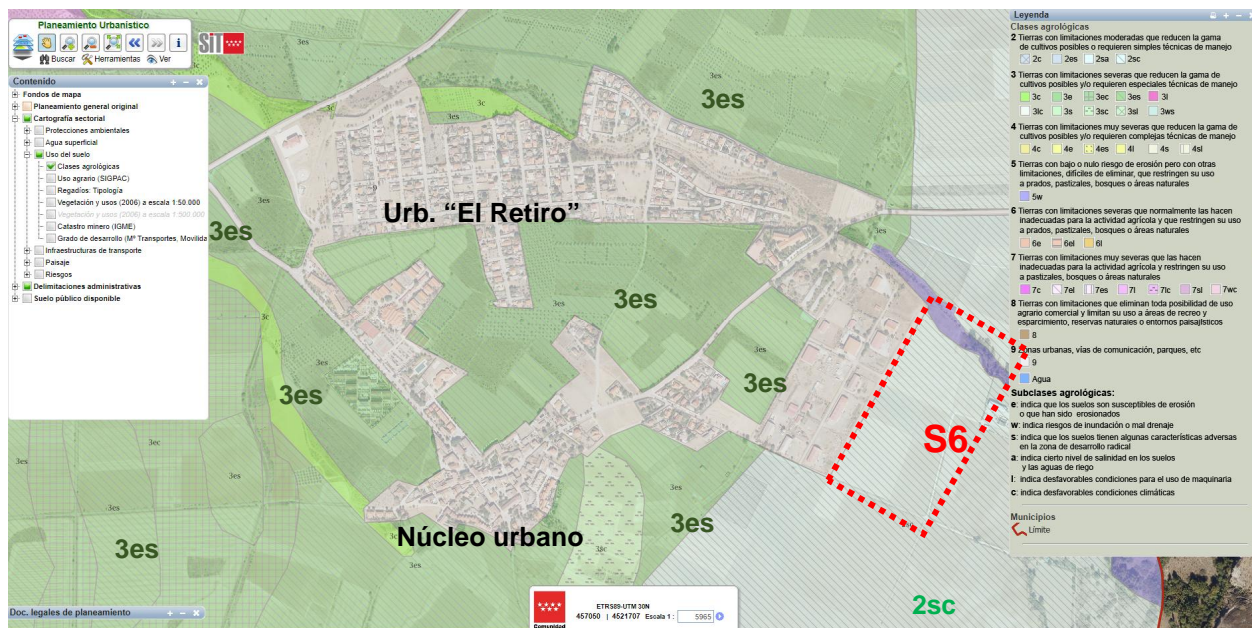 Planeamiento Urbanístico
SiT
Buscar Herramientas Ver
Contenido
Fondos de mapa
Planeamiento general original
Cartografía sectorial
Protecciones ambientales
Agua superficial
Uso del suelo
Clases agrológicas
Uso agrario (SIGPAC)
Regadíos: Tipología
Vegetación y usos (2006) a escala 1:50.000
Vegetación y usos (2006) a escala 1:500.000
Catastro minero (IGME)
Grado de desarrollo (Mº Transportes, Movilida
Infraestructuras de transporte
Paisaje
Riesgos
Delimitaciones administrativas
Suelo público disponible
Doc. legales de planeamiento
3es
3es
3es
3c
3es
3es
3es
3es
Urb. “El Retiro”
3es
3es
3es
3c
3es
3es
3es
3ec
3es
3es
3es
3es
Núcleo urbano
S6
2sc
ETRS89-UTM 30N
457050 | 4521707 Escala 1 : 5965
Comunidad
Leyenda
Clases agrológicas
2 Tierras con limitaciones moderadas que reducen la gama
de cultivos posibles o requieren simples técnicas de manejo
2c 2es 2sa 2sc
3 Tierras con limitaciones severas que reducen la gama de
cultivos posibles y/o requieren especiales técnicas de manejo
3c 3e 3ec 3es 3l
3lc 3s 3sc 3sl 3ws
4 Tierras con limitaciones muy severas que reducen la gama de
cultivos posibles y/o requieren complejas técnicas de manejo
4c 4e 4es 4l 4s 4sl
5 Tierras con bajo o nulo riesgo de erosión pero con otras
limitaciones, difíciles de eliminar, que restringen su uso
a prados, pastizales, bosques o áreas naturales
5w
6 Tierras con limitaciones severas que normalmente las hacen
inadecuadas para la actividad agrícola y que restringen su uso
a prados, pastizales, bosques o áreas naturales
6e 6el 6l
7 Tierras con limitaciones muy severas que las hacen
inadecuadas para la actividad agrícola y restringen su uso
a pastizales, bosques o áreas naturales
7c 7el 7es 7l 7lc 7sl 7wc
8 Tierras con limitaciones que eliminan toda posibilidad de uso
agrario comercial y limitan su uso a áreas de recreo y
esparcimiento, reservas naturales o entornos paisajísticos
8
9 Zonas urbanas, vías de comunicación, parques, etc
9
Agua
Subclases agrológicas:
e: indica que los suelos son susceptibles de erosión
o que han sido erosionados
w: indica riesgos de inundación o mal drenaje
s: indica que los suelos tienen algunas características adversas
en la zona de desarrollo radical
a: indica cierto nivel de salinidad en los suelos
y las aguas de riego
l: indica desfavorables condiciones para el uso de maquinaria
c: indica desfavorables condiciones climáticas
Municipios
Límite